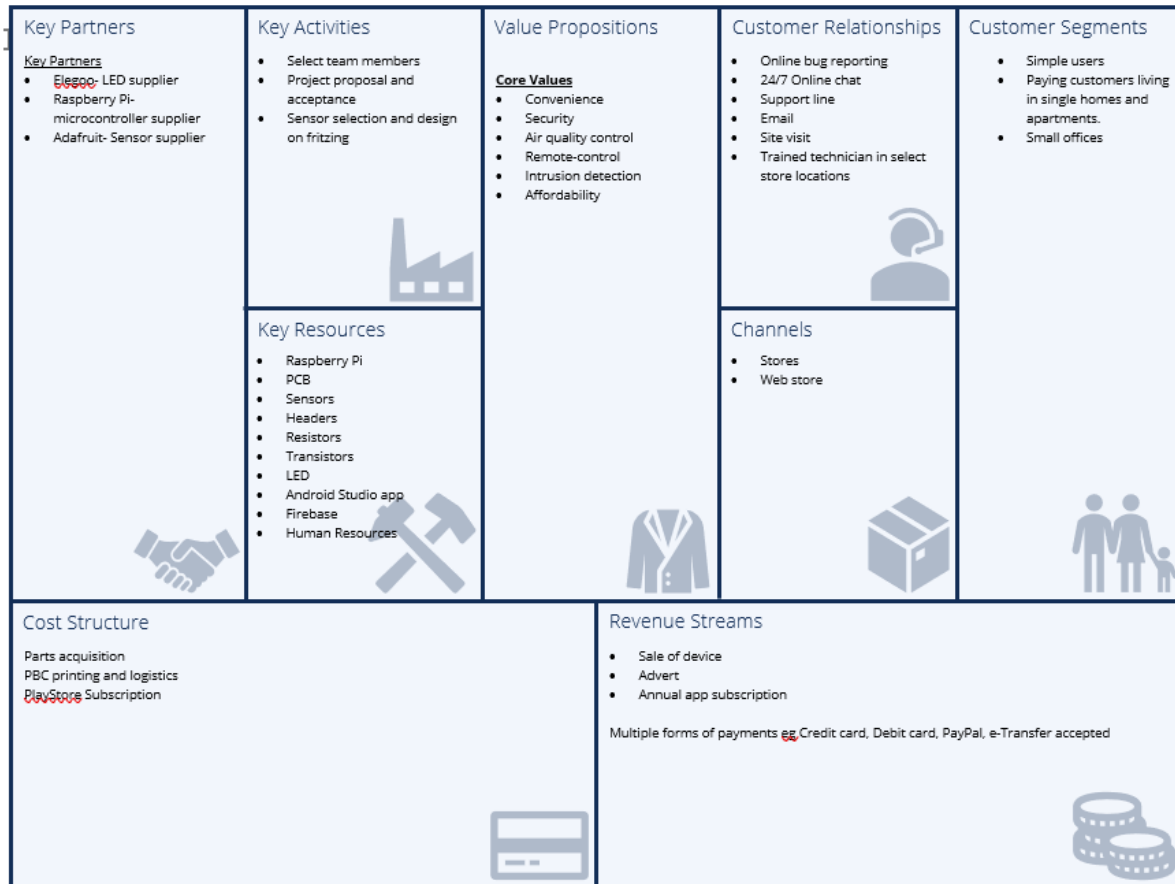 Key Partners
Key Partners
Elegoo- LED supplier
Raspberry Pi-
microcontroller supplier
Adafruit- Sensor supplier
Key Activities
Select team members
Project proposal and
acceptance
Sensor selection and design
on fritzing
Key Resources
Raspberry Pi
PCB
Sensors
Headers
Resistors
Transistors
LED
Android Studio app
Firebase
Human Resources
Value Propositions
Core Values
Convenience
Security
Air quality control
Remote-control
Intrusion detection
Affordability
Customer Relationships
Online bug reporting
24/7 Online chat
Support line
Email
Site visit
Trained technician in select
store locations
Channels
Stores
Web store
Customer Segments
Simple users
Paying customers living
in single homes and
apartments.
Small offices
Cost Structure
Parts acquisition
PBC printing and logistics
PlayStore Subscription
Revenue Streams
Sale of device
Advert
Annual app subscription
Multiple forms of payments eg Credit card, Debit card, PayPal, e-Transfer accepted